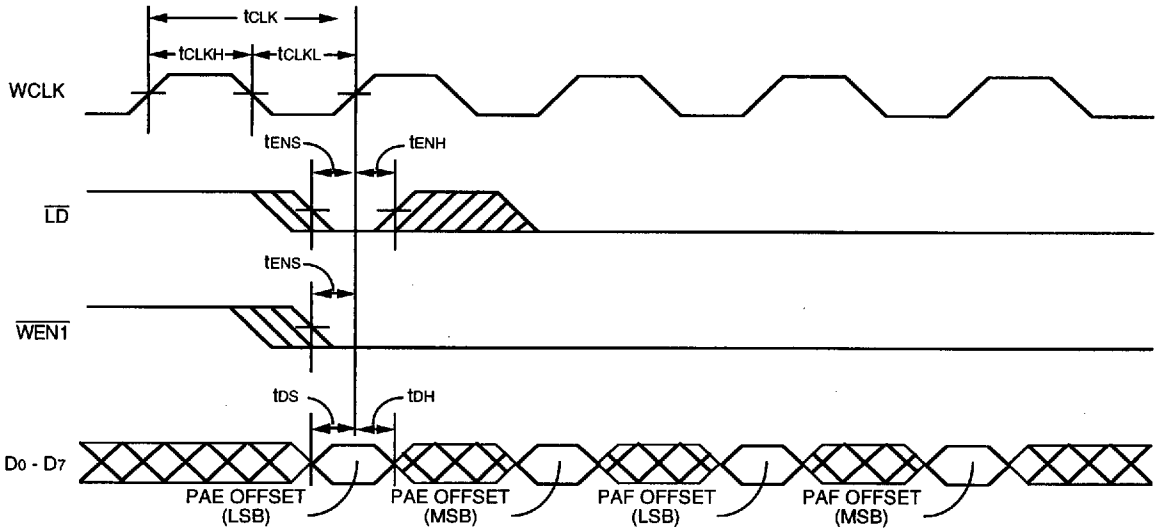 tCLK
tCLKH tCLKL
WCLK
tENS tENH
LD
tENS
WEN1
tDS tDH
D0 - D7
PAE OFFSET (LSB)
PAE OFFSET (MSB)
PAF OFFSET (LSB)
PAF OFFSET (MSB)